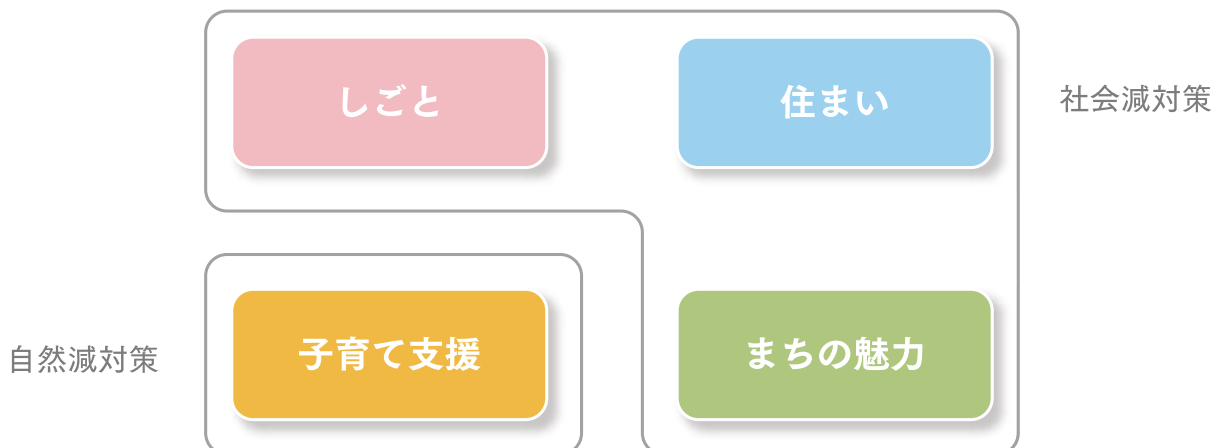 しごと
住まい
社会減対策
自然減対策
子育て支援
まちの魅力